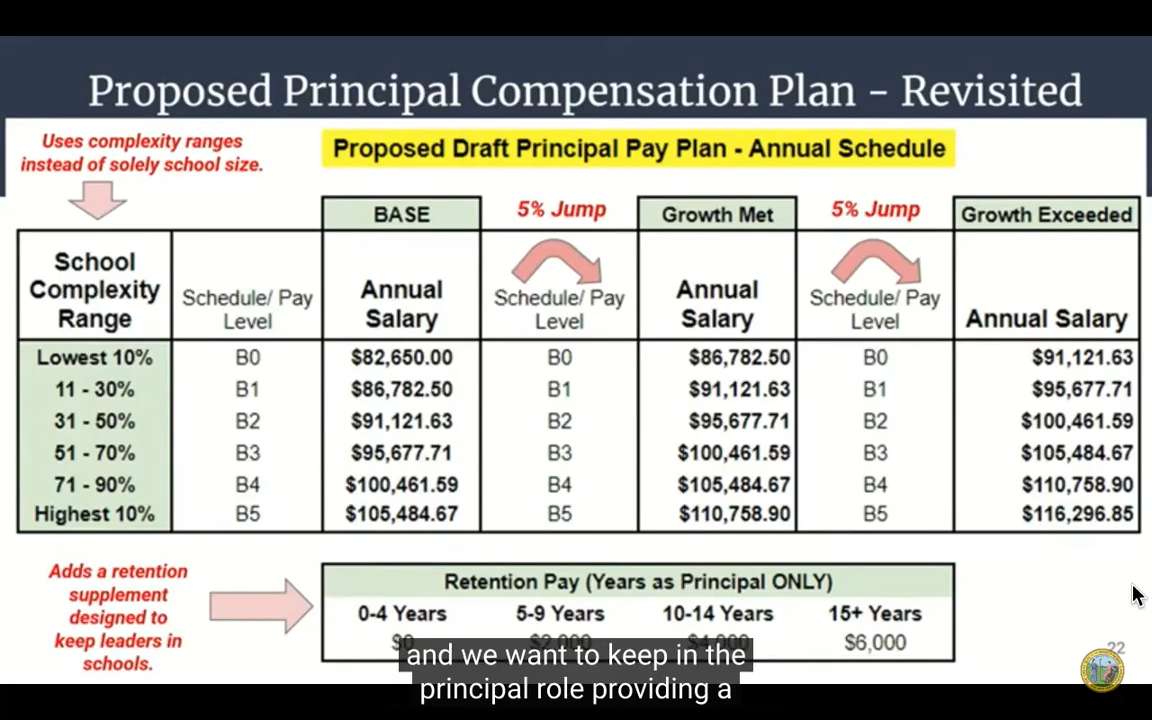 Proposed Principal Compensation Plan - Revisited
Uses complexity ranges
instead of solely school size.
Proposed Draft Principal Pay Plan - Annual Schedule
BASE 5% Jump Growth Met 5% Jump Growth Exceeded
School
Complexity
Range
Schedule/ Pay
Level
Annual
Salary
Schedule/ Pay
Level
Annual
Salary
Schedule/ Pay
Level
Annual Salary
Lowest 10% B0 $82,650.00 B0 $86,782.50 B0 $91,121.63
11 - 30% B1 $86,782.50 B1 $91,121.63 B1 $95,677.71
31 - 50% B2 $91,121.63 B2 $95,677.71 B2 $100,461.59
51 - 70% B3 $95,677.71 B3 $100,461.59 B3 $105,484.67
71 - 90% B4 $100,461.59 B4 $105,484.67 B4 $110,758.90
Highest 10% B5 $105,484.67 B5 $110,758.90 B5 $116,296.85
Adds a retention
supplement
designed to
keep leaders in
schools.
Retention Pay (Years as Principal ONLY)
0-4 Years 5-9 Years 10-14 Years 15+ Years
$0 $2,000 $4,000 $6,000
22
and we want to keep in the
principal role providing a